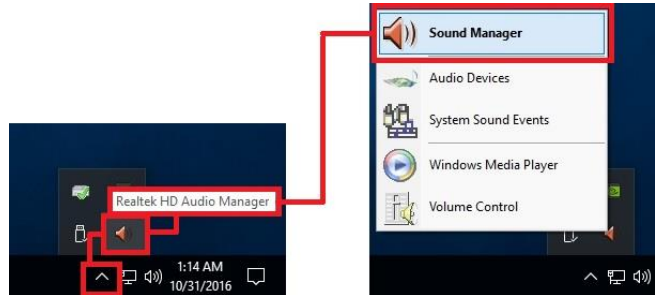 Realtek HD Audio Manager
1:14 AM
10/31/2016
Sound Manager
Audio Devices
System Sound Events
Windows Media Player
Volume Control